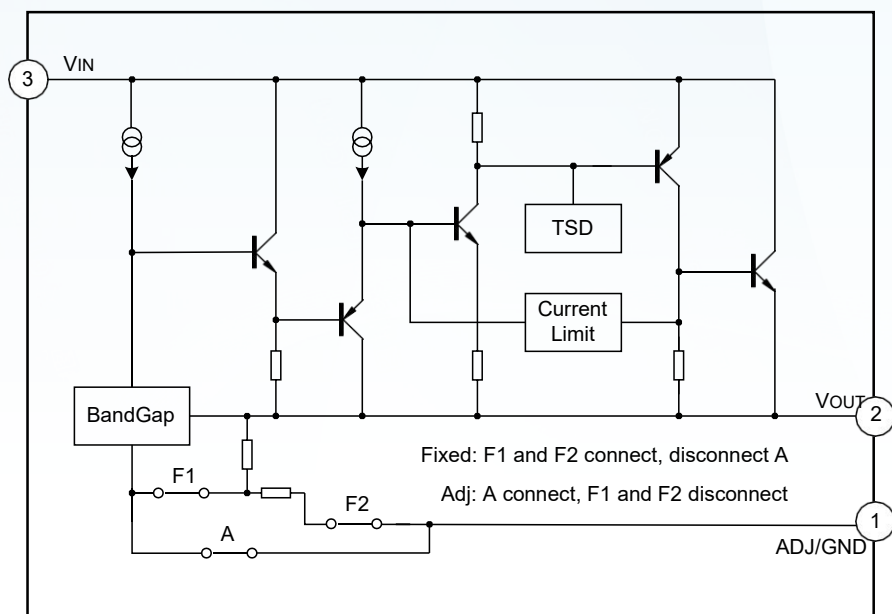 3
VIN
TSD
Current
Limit
BandGap
VOUT
2
Fixed: F1 and F2 connect, disconnect A
F1
Adj: A connect, F1 and F2 disconnect
F2
1
A
ADJ/GND